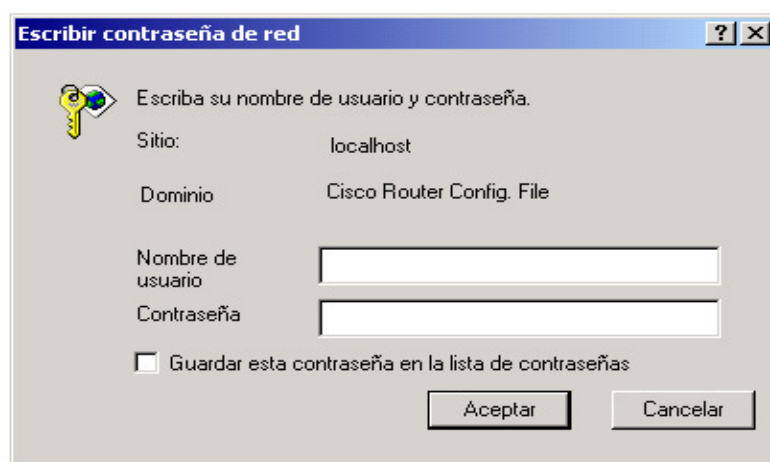 Escribir contraseña de red
Escriba su nombre de usuario y contraseña.
Sitio: localhost
Dominio Cisco Router Config. File
Nombre de
usuario
Contraseña
Guardar esta contraseña en la lista de contraseñas
Aceptar Cancelar